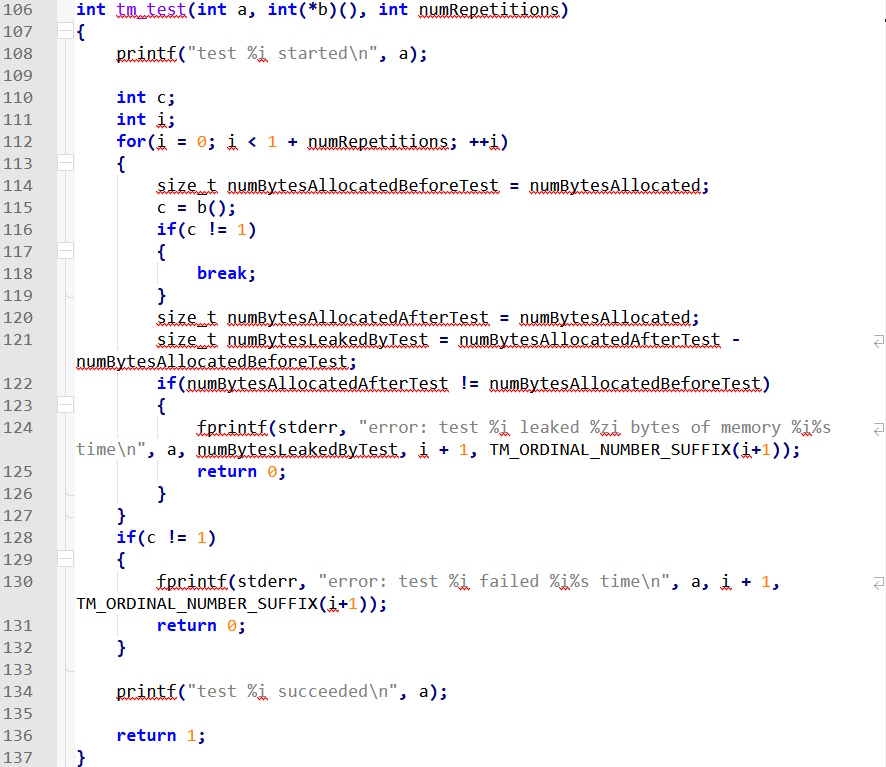 106 int tm_test(int a, int(*b)(), int numRepetitions)
107 {
108 printf("test %i started\n", a);
109
110 int c;
111 int i;
112 for(i = 0; i < 1 + numRepetitions; ++i)
113 {
114 size_t numBytesAllocatedBeforeTest = numBytesAllocated;
115 c = b();
116 if(c != 1)
117 {
118 break;
119 }
120 size_t numBytesAllocatedAfterTest = numBytesAllocated;
121 size_t numBytesLeakedByTest = numBytesAllocatedAfterTest -
numBytesAllocatedBeforeTest;
122 if(numBytesAllocatedAfterTest != numBytesAllocatedBeforeTest)
123 {
124 fprintf(stderr, "error: test %i leaked %zi bytes of memory %i%s
time\n", a, numBytesLeakedByTest, i + 1, TM_ORDINAL_NUMBER_SUFFIX(i+1));
125 return 0;
126 }
127 }
128 if(c != 1)
129 {
130 fprintf(stderr, "error: test %i failed %i%s time\n", a, i + 1,
TM_ORDINAL_NUMBER_SUFFIX(i+1));
131 return 0;
132 }
133
134 printf("test %i succeeded\n", a);
135
136 return 1;
137 }